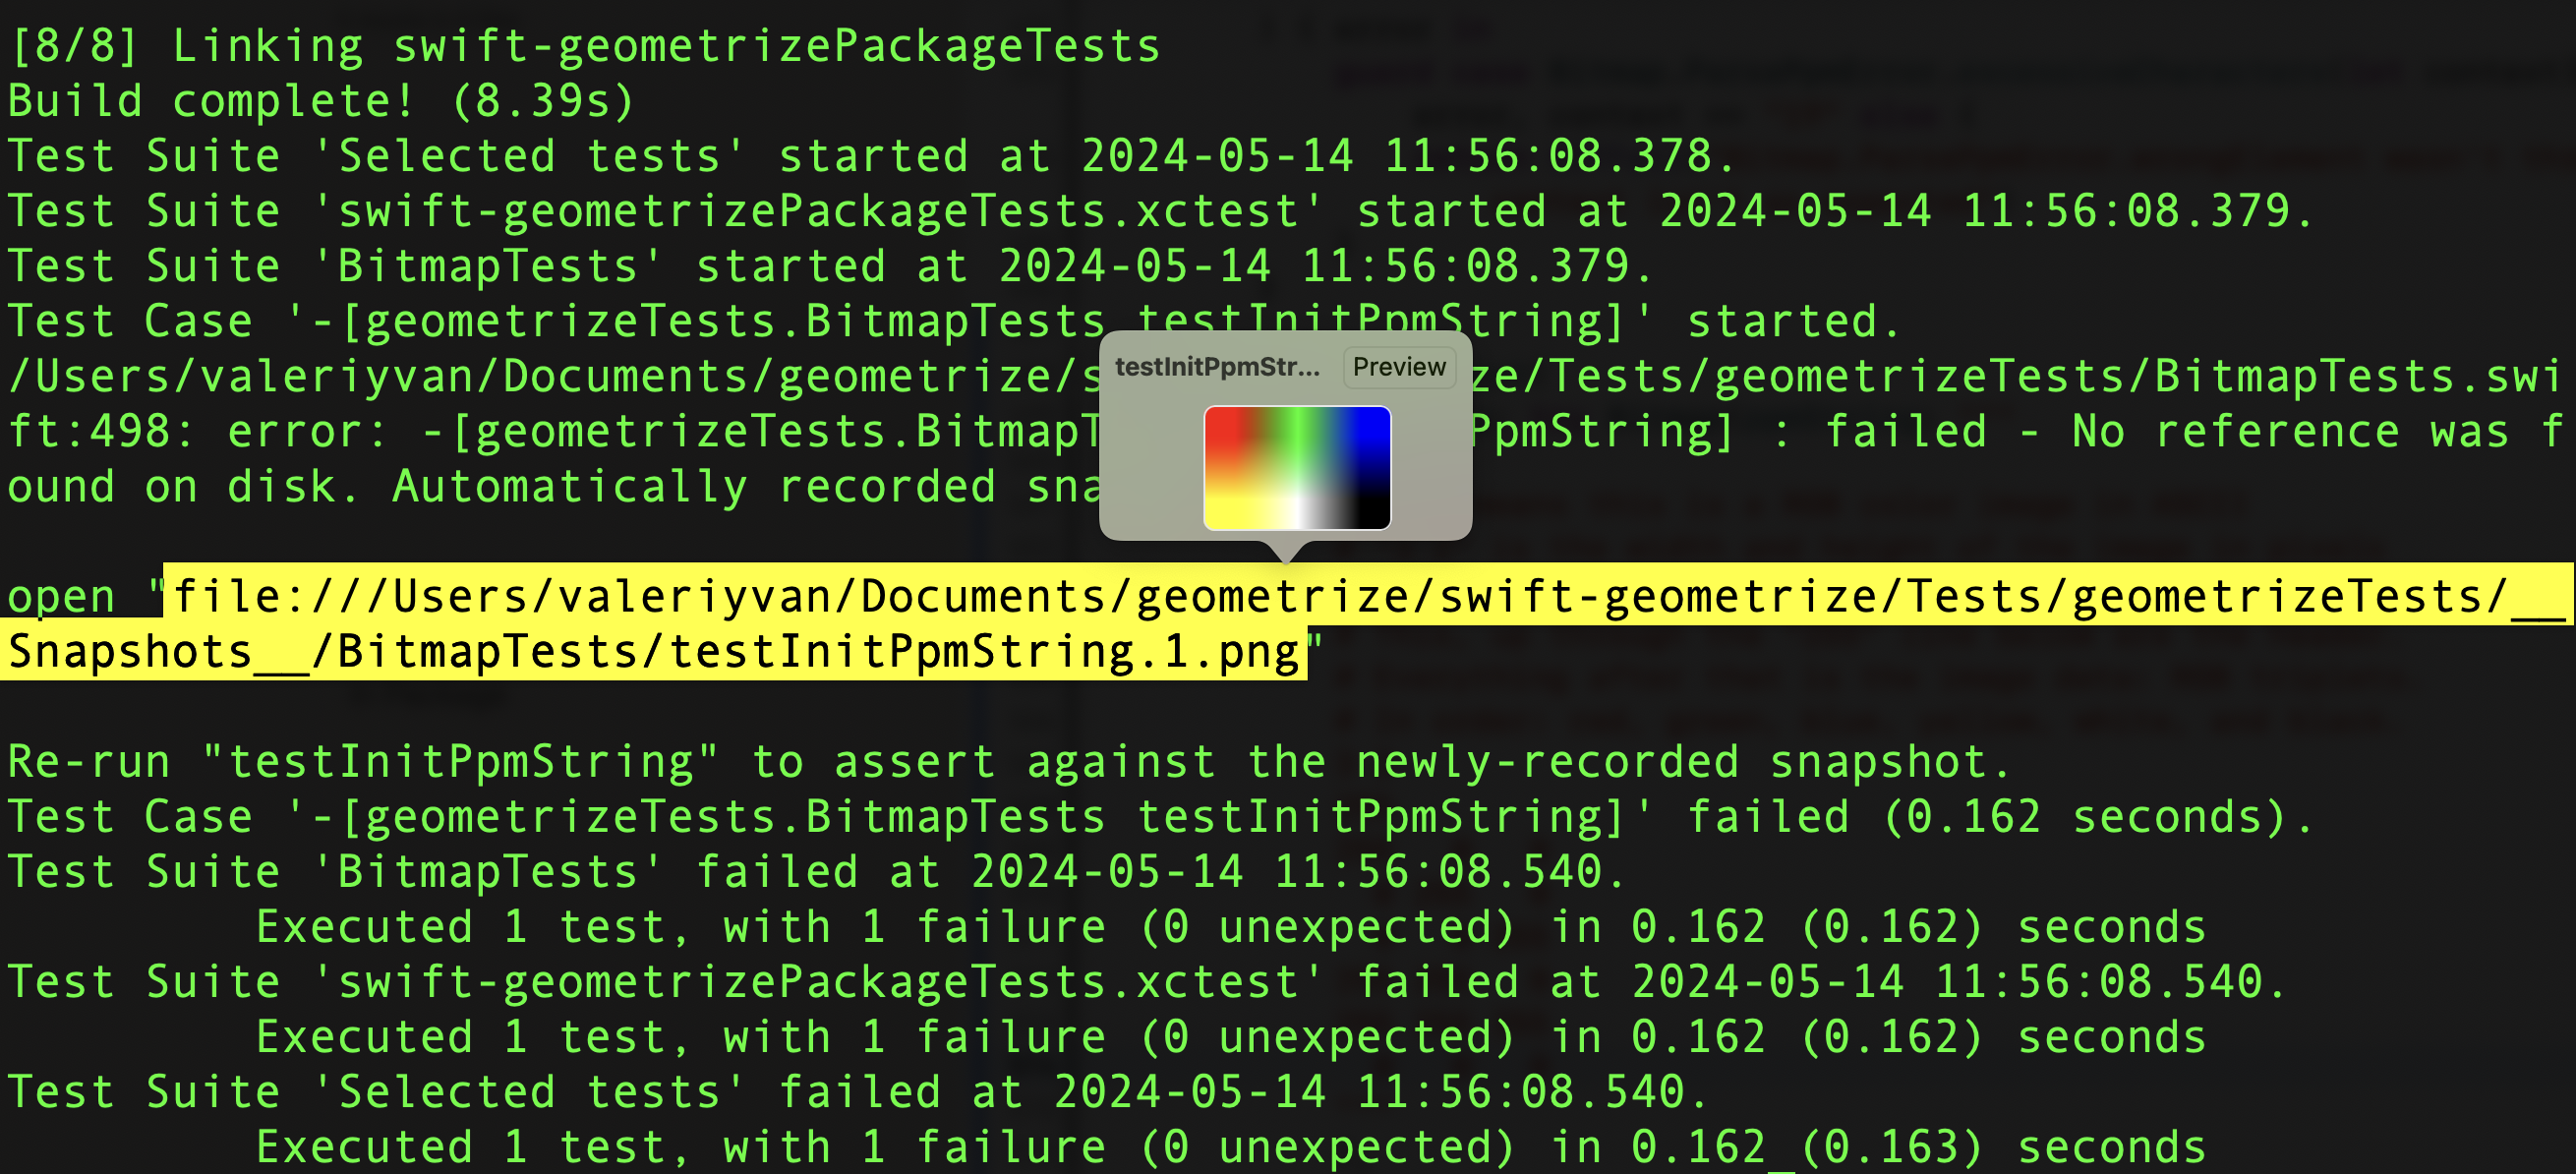 [8/8] Linking swift-geometrizePackageTests
Build complete! (8.39s)
Test Suite 'Selected tests' started at 2024-05-14 11:56:08.378.
Test Suite 'swift-geometrizePackageTests.xctest' started at 2024-05-14 11:56:08.379.
Test Suite 'BitmapTests' started at 2024-05-14 11:56:08.379.
Test Case '-[geometrizeTests.BitmapTests testInitPpmString]' started.
testInitPpmStr... Preview
/Users/valeriyvan/Documents/geometrize/s ze/Tests/geometrizeTests/BitmapTests.swi
ft:498: error: -[geometrizeTests.BitmapT PpmString] : failed - No reference was f
ound on disk. Automatically recorded sna
open "file:///Users/valeriyvan/Documents/geometrize/swift-geometrize/Tests/geometrizeTests/__
Snapshots__/BitmapTests/testInitPpmString.1.png"
Re-run "testInitPpmString" to assert against the newly-recorded snapshot.
Test Case '-[geometrizeTests.BitmapTests testInitPpmString]' failed (0.162 seconds).
Test Suite 'BitmapTests' failed at 2024-05-14 11:56:08.540.
Executed 1 test, with 1 failure (0 unexpected) in 0.162 (0.162) seconds
Test Suite 'swift-geometrizePackageTests.xctest' failed at 2024-05-14 11:56:08.540.
Executed 1 test, with 1 failure (0 unexpected) in 0.162 (0.162) seconds
Test Suite 'Selected tests' failed at 2024-05-14 11:56:08.540.
Executed 1 test, with 1 failure (0 unexpected) in 0.162 (0.163) seconds